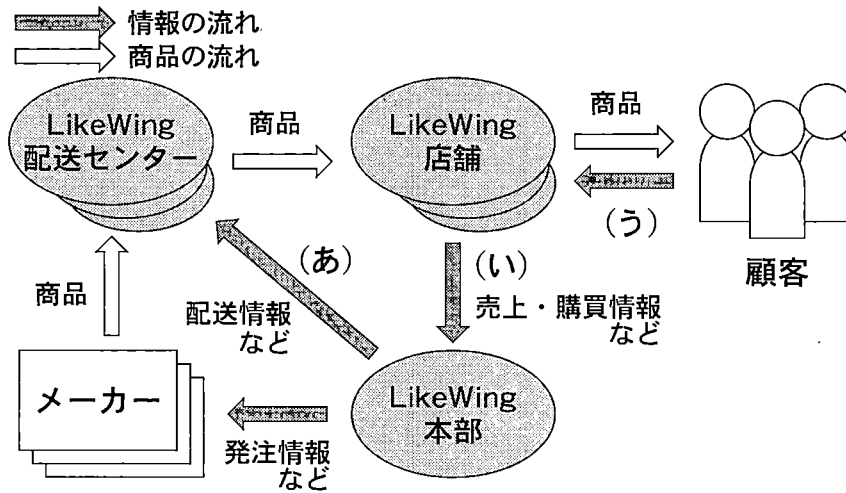 情報の流れ
商品の流れ
LikeWing
配送センター
商品
LikeWing
店舗
商品
(う)
顧客
(あ)
(い)
商品
配送情報
など
売上・購買情報
など
メーカー
発注情報
など
LikeWing
本部